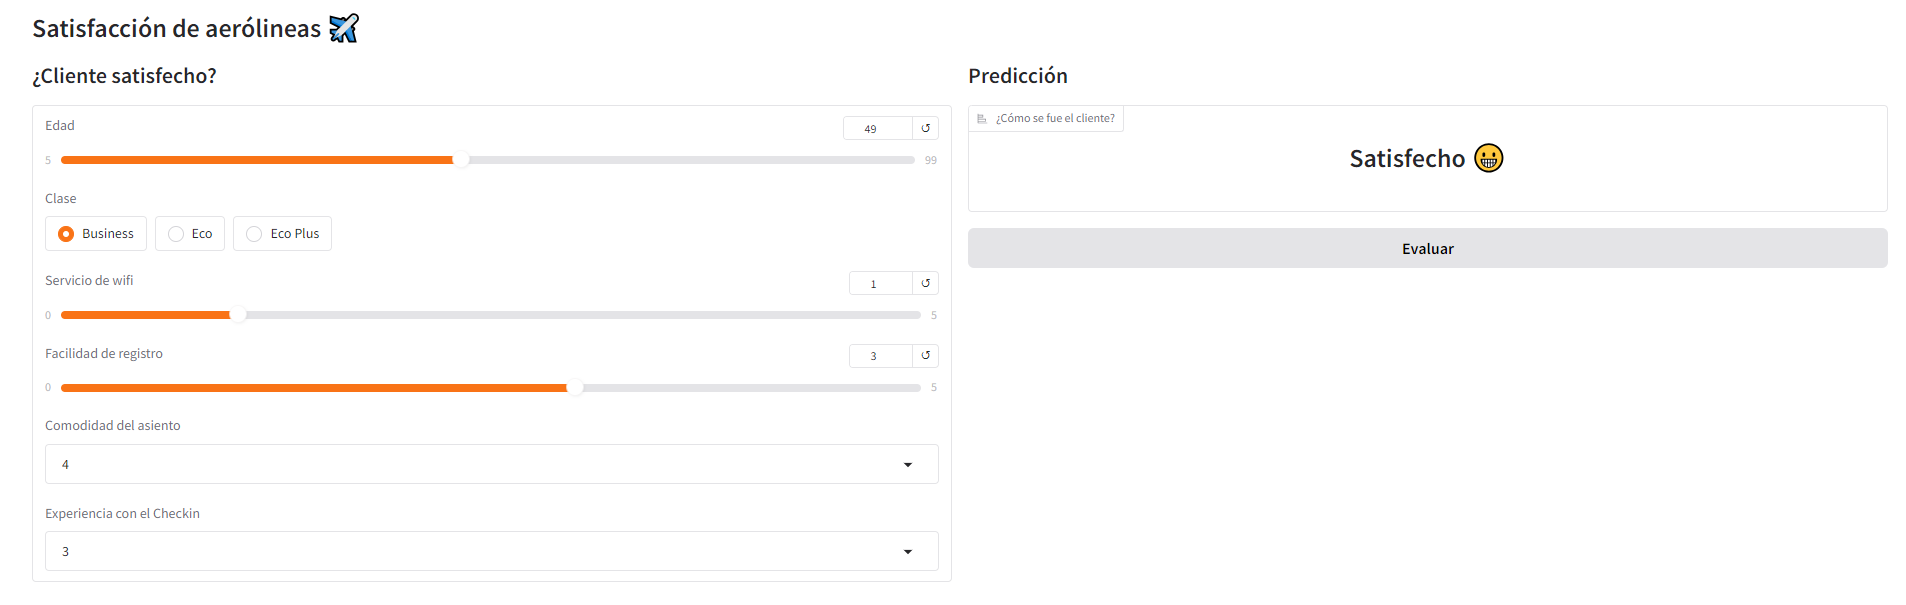 Satisfacción de aerólineas ✈️
¿Cliente satisfecho?
Edad
49
5
99
Clase
Business
Eco
Eco Plus
Servicio de wifi
1
0
5
Facilidad de registro
3
0
5
Comodidad del asiento
4
Experiencia con el Checkin
3
Predicción
¿Cómo se fue el cliente?
Satisfecho 😀
Evaluar